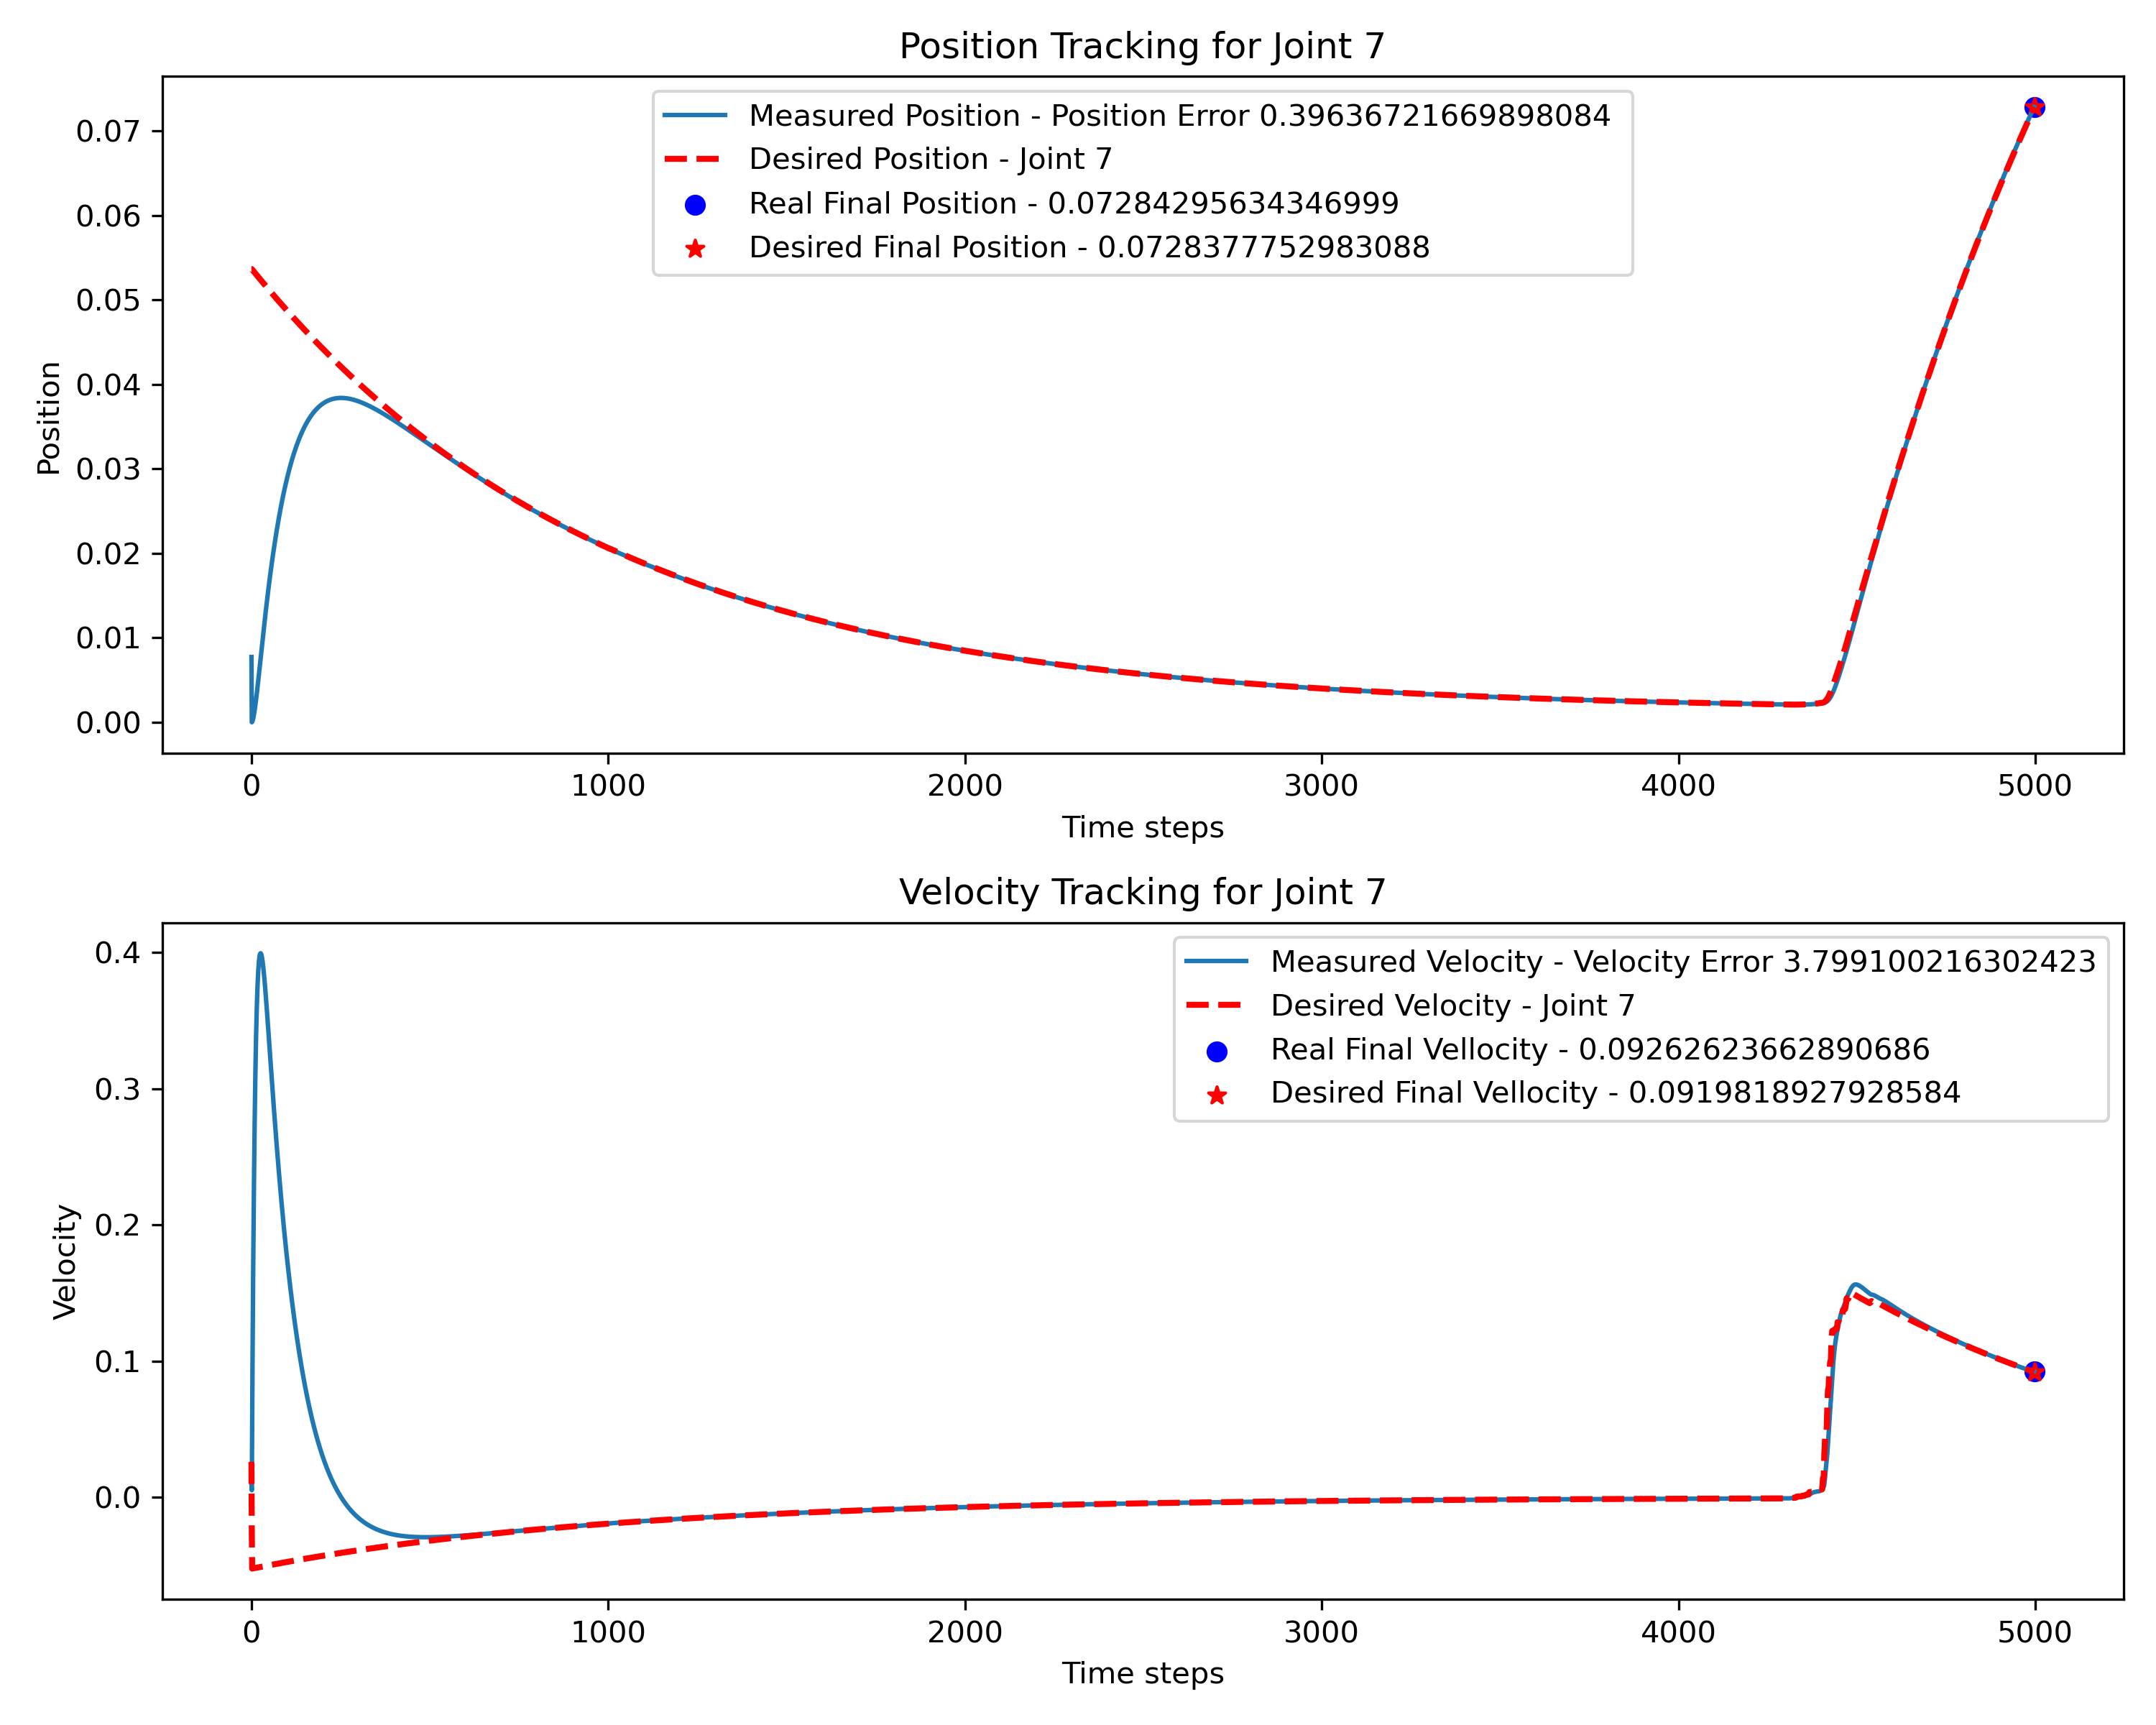 Position Tracking for Joint 7
Measured Position - Position Error 0.39636721669898084
Desired Position - Joint 7
Real Final Position - 0.07284295634346999
Desired Final Position - 0.0728377752983088
0.07
0.06
0.05
0.04
0.03
0.02
0.01
0.00
Position
0 1000 2000 3000 4000 5000
Time steps
Velocity Tracking for Joint 7
Measured Velocity - Velocity Error 3.799100216302423
Desired Velocity - Joint 7
Real Final Vellocity - 0.09262623662890686
Desired Final Vellocity - 0.0919818927928584
0.4
0.3
0.2
0.1
0.0
Velocity
0 1000 2000 3000 4000 5000
Time steps